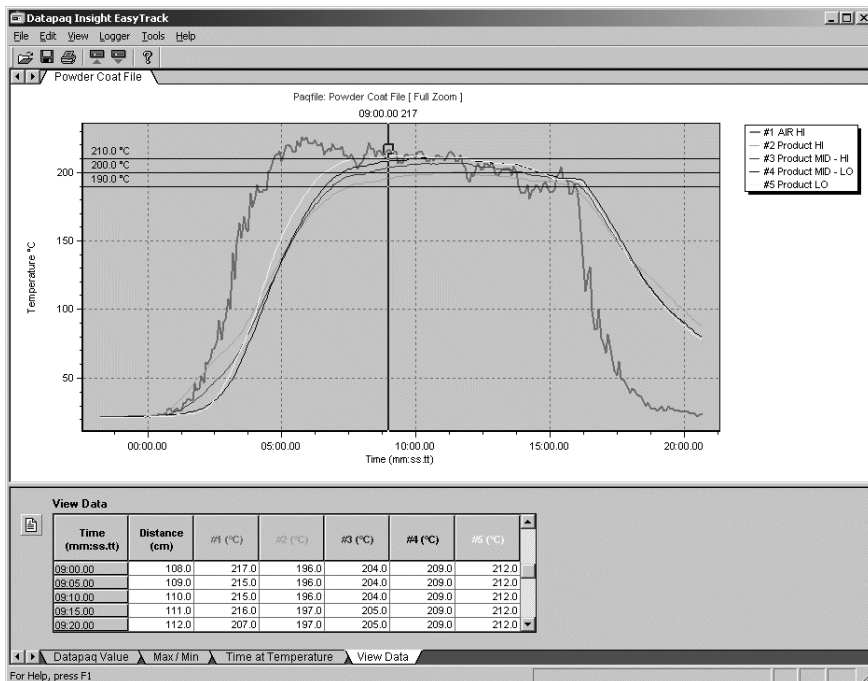 Datapaq Insight EasyTrack
File Edit View Logger Tools Help
Powder Coat File
Paqfile: Powder Coat File [ Full Zoom ]
09:00.00 217
210.0 °C
200.0 °C
190.0 °C
200
150
100
50
Temperature °C
00:00.00 05:00.00 10:00.00 15:00.00 20:00.00
Time (mm:ss.tt)
#1 AIR HI
#2 Product HI
#3 Product MID - HI
#4 Product MID - LO
#5 Product LO
View Data
Time (mm:ss.tt) Distance (cm) #1 (°C) #2 (°C) #3 (°C) #4 (°C) #5 (°C)
09:00.00 108.0 217.0 196.0 204.0 209.0 212.0
09:05.00 109.0 215.0 196.0 204.0 209.0 212.0
09:10.00 110.0 215.0 196.0 204.0 209.0 212.0
09:15.00 111.0 216.0 197.0 205.0 209.0 212.0
09:20.00 112.0 207.0 197.0 205.0 209.0 212.0
Datapaq Value Max / Min Time at Temperature View Data
For Help, press F1